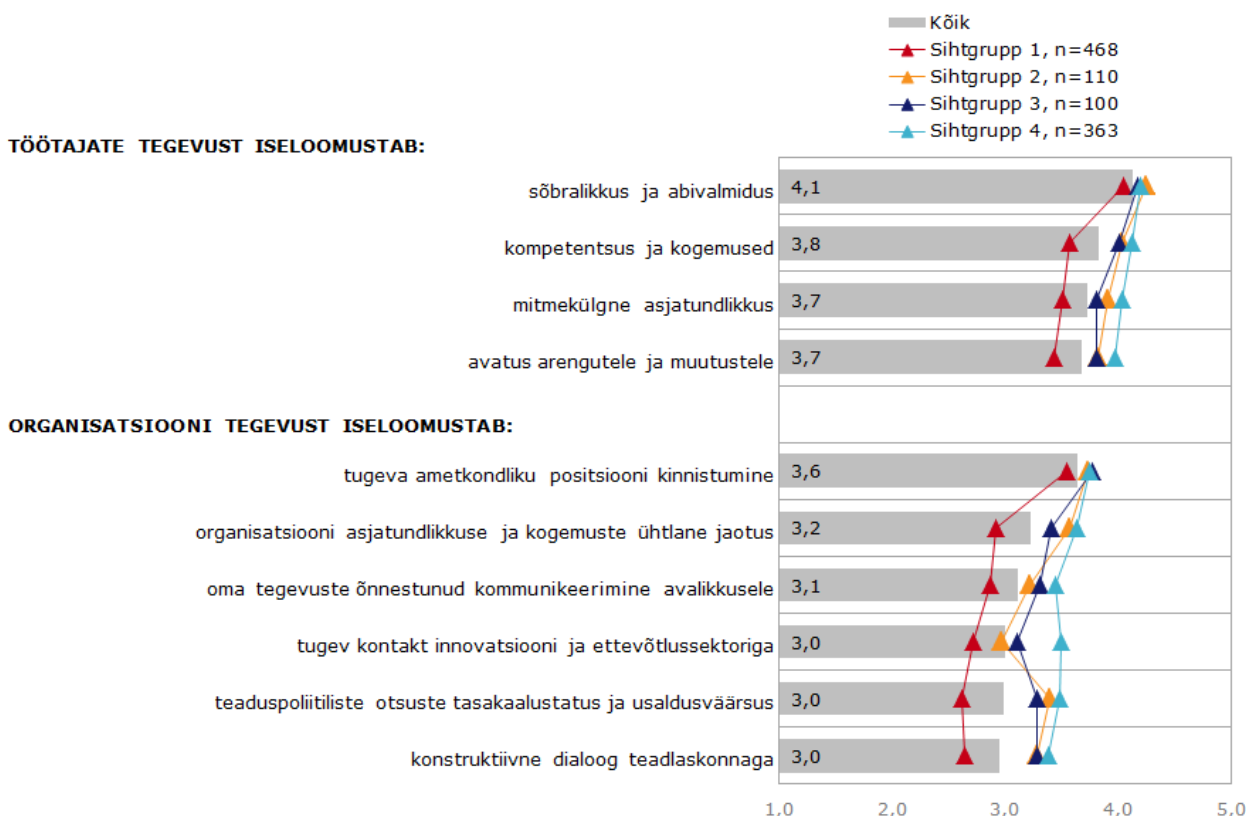 Kõik
Sihtgrupp 1, n=468
Sihtgrupp 2, n=110
Sihtgrupp 3, n=100
Sihtgrupp 4, n=363
TÖÖTAJATE TEGEVUST ISELOOMUSTAB:
sõbralikkus ja abivalmidus 4,1
kompetentsus ja kogemused 3,8
mitmekülgne asjatundlikkus 3,7
avatus arengutele ja muutustele 3,7
ORGANISATSIOONI TEGEVUST ISELOOMUSTAB:
tugeva ametkondliku positsiooni kinnistumine 3,6
organisatsiooni asjatundlikkuse ja kogemuste ühtlane jaotus 3,2
oma tegevuste õnnestunud kommunikeerimine avalikkusele 3,1
tugev kontakt innovatsiooni ja ettevõtlussektoriga 3,0
teaduspoliitiliste otsuste tasakaalustatus ja usaldusväärsus 3,0
konstruktiivne dialoog teadlaskonnaga 3,0
1,0 2,0 3,0 4,0 5,0